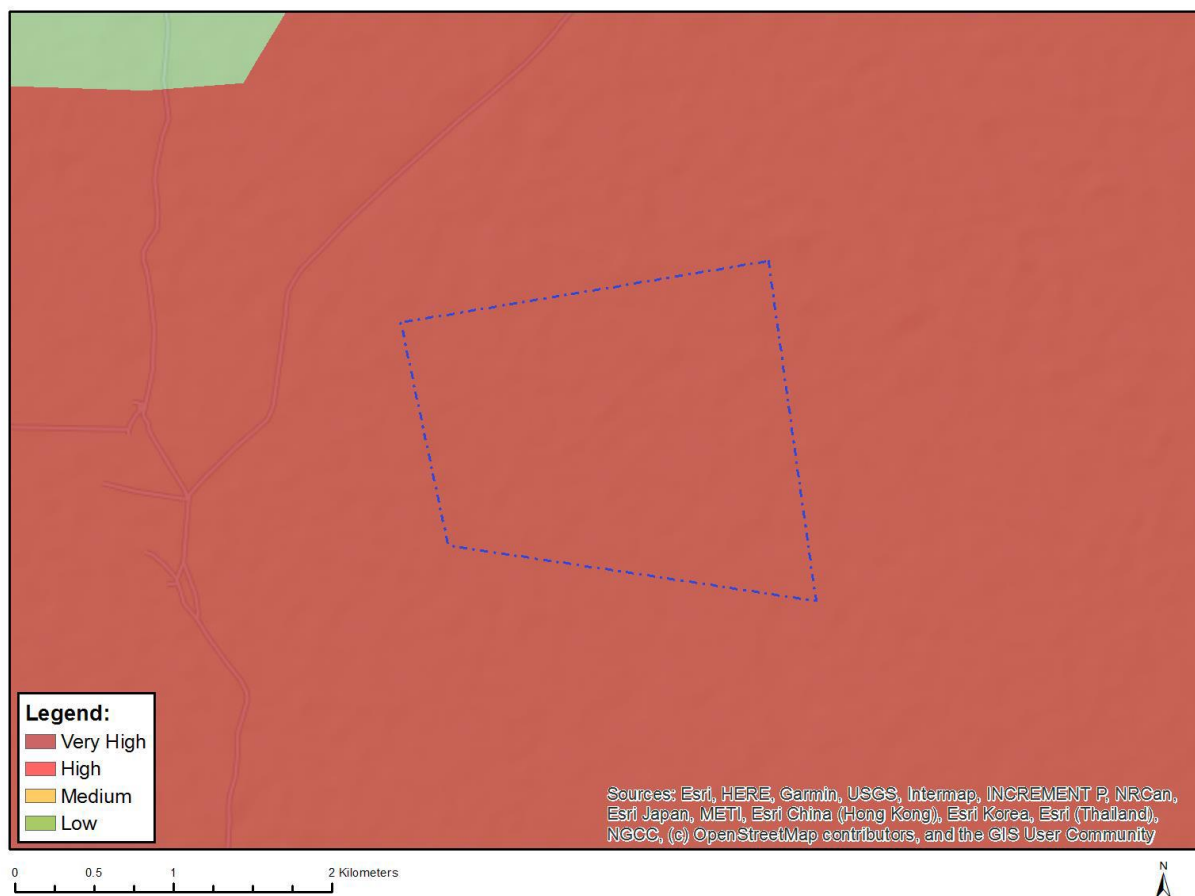 Legend:
Very High
High
Medium
Low
Sources: Esri, HERE, Garmin, USGS, Intermap, INCREMENT P, NRCan,
Esri Japan, METI, Esri China (Hong Kong), Esri Korea, Esri (Thailand),
NGCC, (c) OpenStreetMap contributors, and the GIS User Community
0 0.5 1 2 Kilometers
N